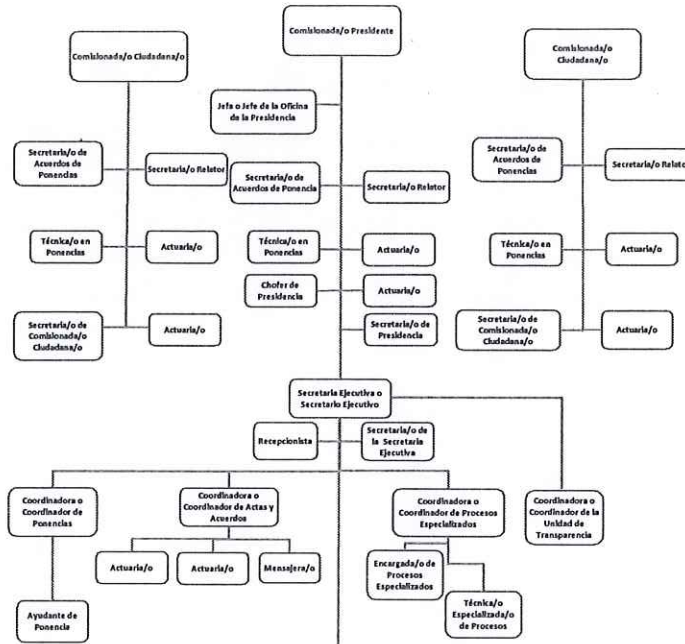 Comisionada/o Presidente
Comisionada/o Ciudadana/o
Comisionada/o
Ciudadana/o
Jefa o Jefe de la Oficina
de la Presidencia
Secretaria/o de
Acuerdos de
Ponencias
Secretaria/o Relator
Secretaria/o de
Acuerdos de Ponencia
Secretaria/o Relator
Secretaria/o de
Acuerdos de
Ponencias
Secretaria/o Relator
Técnica/o en
Ponencias
Actuaria/o
Técnica/o en
Ponencias
Actuaria/o
Técnica/o en
Ponencias
Actuaria/o
Chofer de
Presidencia
Actuaria/o
Secretaria/o de
Comisionada/o
Ciudadana/o
Actuaria/o
Secretaria/o de
Presidencia
Secretaria/o de
Comisionada/o
Ciudadana/o
Actuaria/o
Secretaria Ejecutiva o
Secretario Ejecutivo
Recepcionista
Secretaria/o de
la Secretaria
Ejecutiva
Coordinadora o
Coordinador de
Ponencias
Coordinadora o
Coordinador de Actas y
Acuerdos
Coordinadora o
Coordinador de Procesos
Especializados
Coordinadora o
Coordinador de la
Unidad de
Transparencia
Actuaria/o
Actuaria/o
Mensajera/o
Encargada/o de
Procesos
Especializados
Ayudante de
Ponencia
Técnica/o
Especializada/o
de Procesos